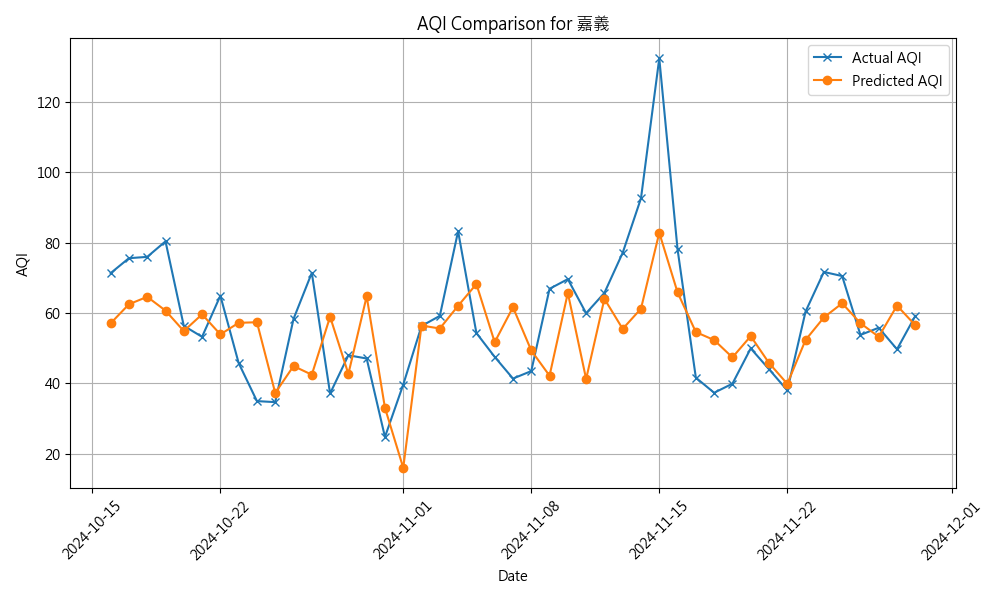 AQI Comparison for 嘉義
Actual AQI
Predicted AQI
AQI
120
100
80
60
40
20
2024-10-15
2024-10-22
2024-11-01
2024-11-08
2024-11-15
2024-11-22
2024-12-01
Date